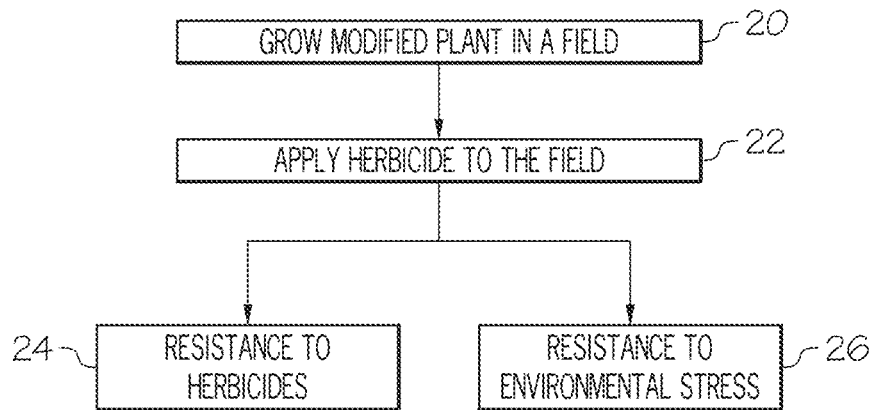 GROW MODIFIED PLANT IN A FIELD 20
APPLY HERBICIDE TO THE FIELD 22
24 RESISTANCE TO
HERBICIDES
RESISTANCE TO
ENVIRONMENTAL STRESS 26